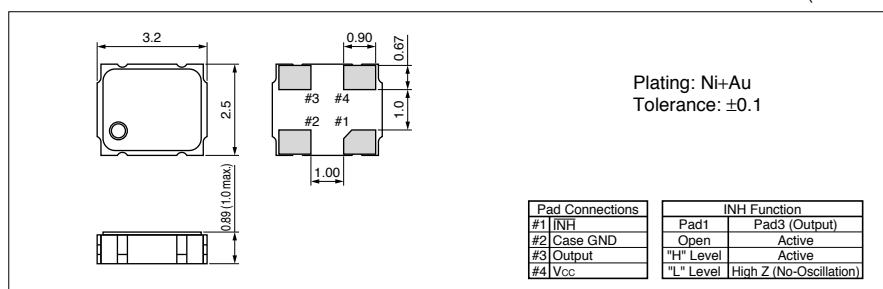 3.2
2.5
0.89 (1.0 max.)
0.90
0.67
1.0
1.00
#3 #4
#2 #1
Plating: Ni+Au
Tolerance: ±0.1
Pad Connections
#1 INH
#2 Case GND
#3 Output
#4 Vcc
INH Function
Pad1 Pad3 (Output)
Open Active
"H" Level Active
"L" Level High Z (No-Oscillation)